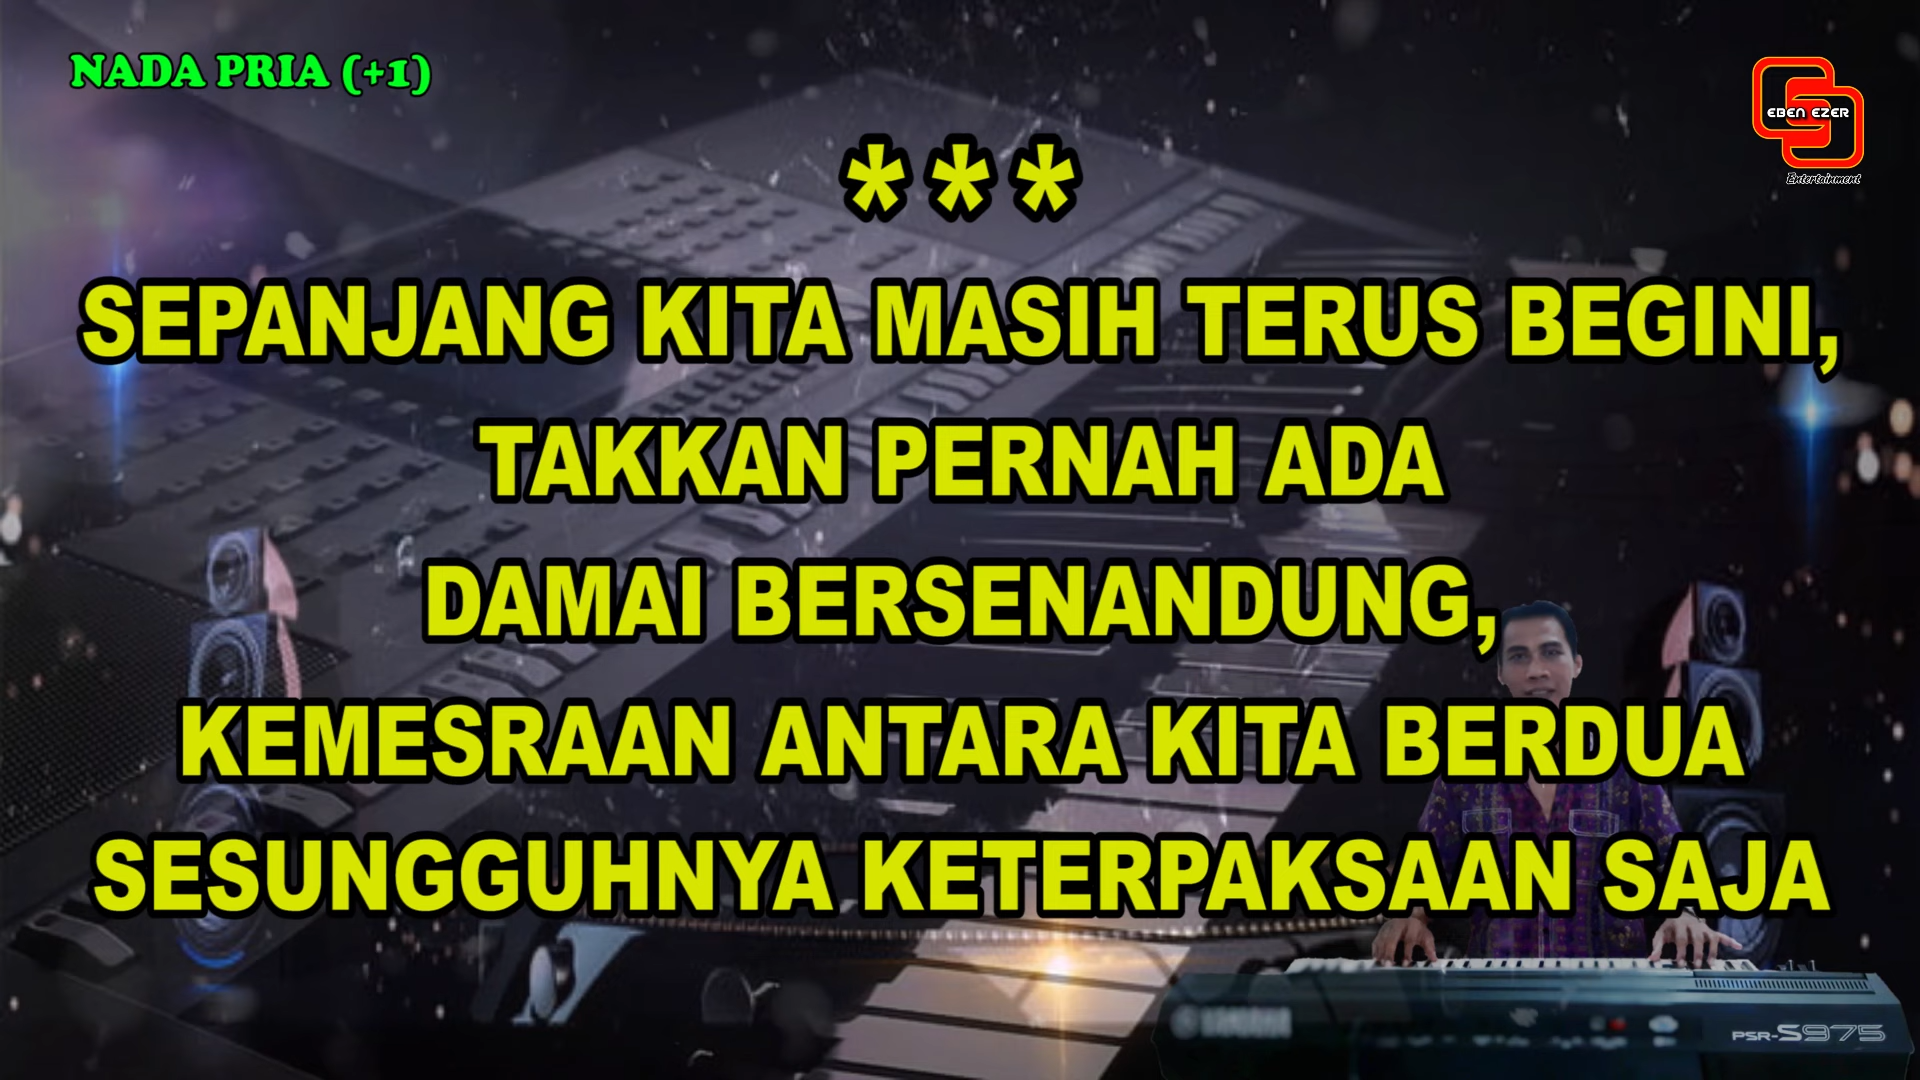 NADA PRIA (+1)
EBEN EZER
Entertainment
***
SEPANJANG KITA MASIH TERUS BEGINI,
TAKKAN PERNAH ADA
DAMAI BERSENANDUNG,
KEMESRAAN ANTARA KITA BERDUA
SESUNGGUHNYA KETERPAKSAAN SAJA
PSR-S975